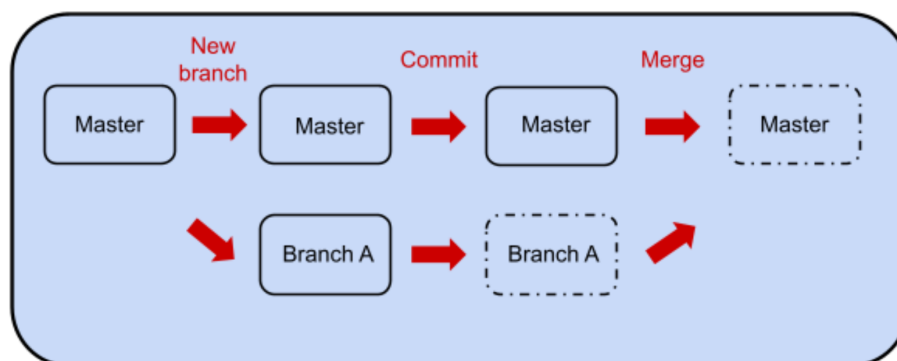 New
branch
Commit
Merge
Master
Master
Master
Master
Branch A
Branch A